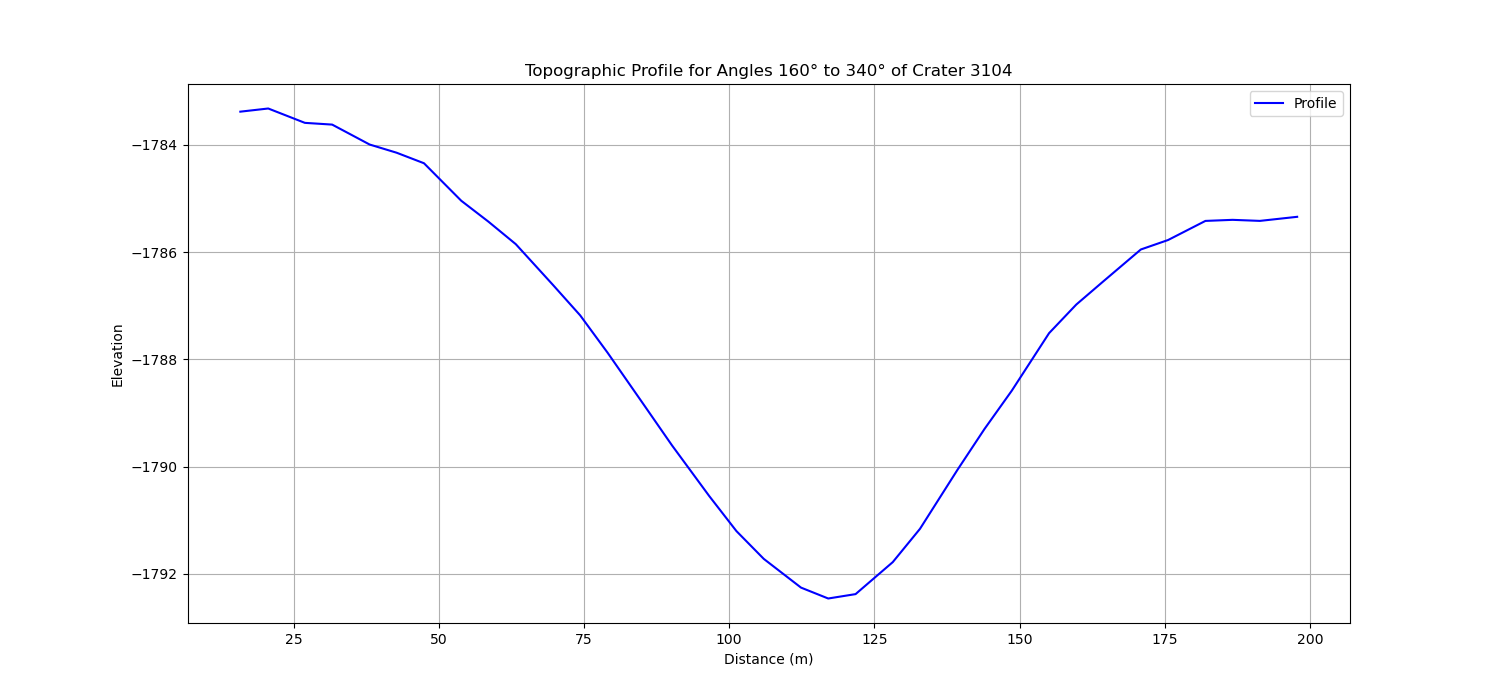 Topographic Profile for Angles 160° to 340° of Crater 3104
Profile
−1784
−1786
−1788
−1790
−1792
Elevation
25 50 75 100 125 150 175 200
Distance (m)